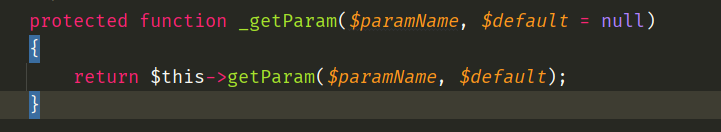 protected function _getParam($paramName, $default = null)
{
return $this->getParam($paramName, $default);
}